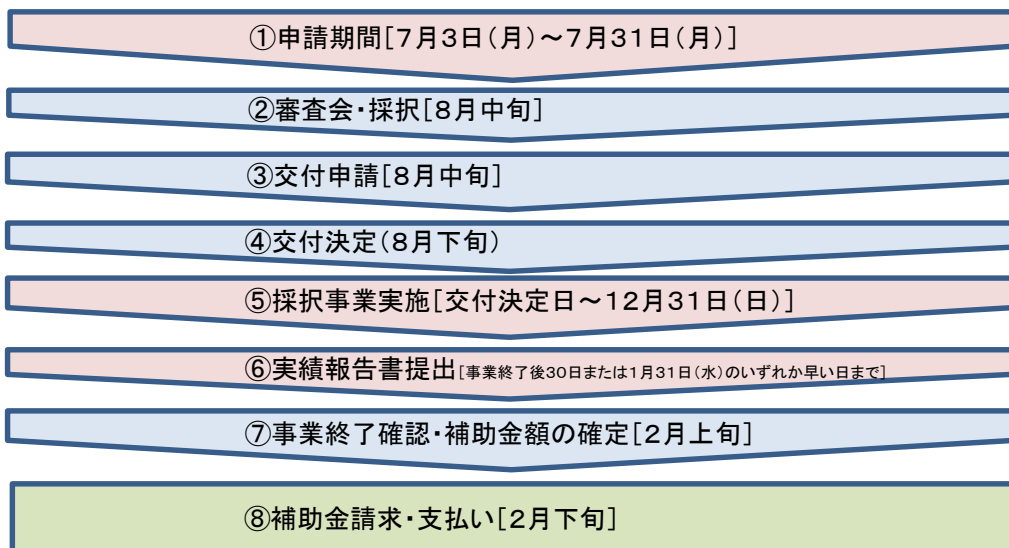 ①申請期間[7月3日(月)～7月31日(月)]
②審査会・採択[8月中旬]
③交付申請[8月中旬]
④交付決定(8月下旬)
⑤採択事業実施[交付決定日～12月31日(日)]
⑥実績報告書提出[事業終了後30日または1月31日(水)のいずれか早い日まで]
⑦事業終了確認・補助金額の確定[2月上旬]
⑧補助金請求・支払い[2月下旬]